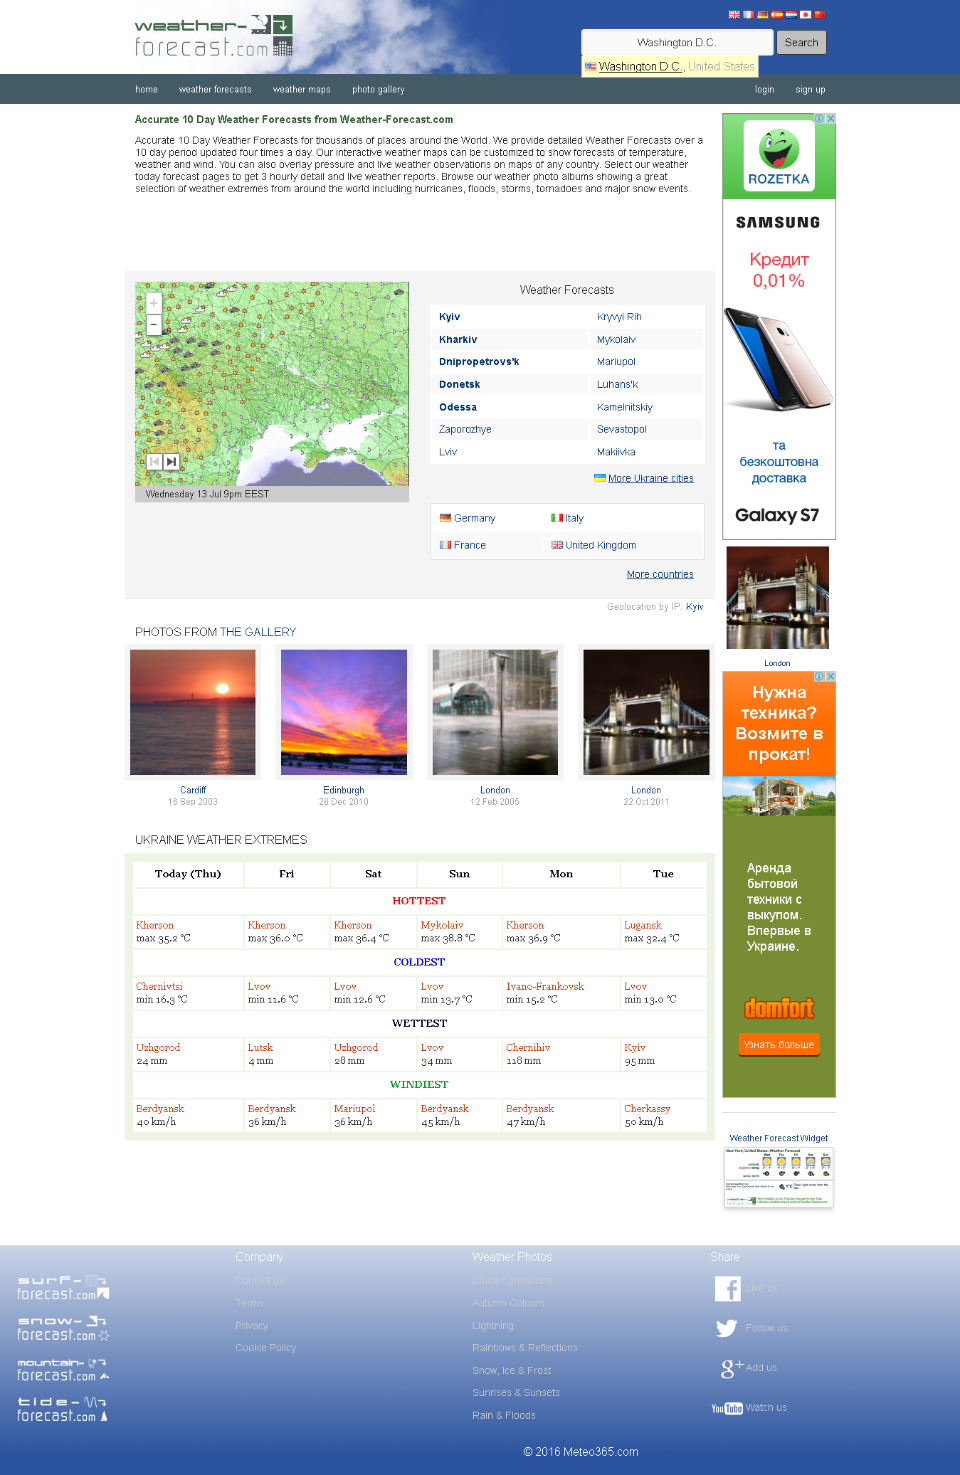 weather-
forecast.com
Washington D.C.
Search
Washington D.C., United States
home
weather forecasts
weather maps
photo gallery
login
sign up
Accurate 10 Day Weather Forecasts from Weather-Forecast.com
Accurate 10 Day Weather Forecasts for thousands of places around the World. We provide detailed Weather Forecasts over a
10 day period updated four times a day. Our interactive weather maps can be customized to show forecasts of temperature,
weather and wind. You can also overlay pressure and live weather observations on maps of any country. Select our weather
today forecast pages to get 3 hourly detail and live weather reports. Browse our weather photo albums showing a great
selection of weather extremes from around the world including hurricanes, floods, storms, tornadoes and major snow events.
ROZETKA
SAMSUNG
Кредит
0,01%
та
безкоштовна
доставка
Galaxy S7
+
−
Wednesday 13 Jul 9pm EEST
Weather Forecasts
Kyiv Kryvyi Rih
Kharkiv Mykolaiv
Dnipropetrovs'k Mariupol
Donetsk Luhans'k
Odessa Kamelnitskiy
Zaporozhye Sevastopol
Lviv Makiivka
More Ukraine cities
Germany Italy
France United Kingdom
More countries
Geolocation by IP: Kyiv
London
PHOTOS FROM THE GALLERY
Cardiff
16 Sep 2003
Edinburgh
26 Dec 2010
London
12 Feb 2005
London
22 Oct 2011
Нужна
техника?
Возмите в
прокат!
Аренда
бытовой
техники с
выкупом.
Впервые в
Украине.
domfort
Узнать больше
UKRAINE WEATHER EXTREMES
Today (Thu) Fri Sat Sun Mon Tue
HOTTEST
Kherson Kherson Kherson Mykolaiv Kherson Lugansk
max 35.2 °C max 36.0 °C max 36.4 °C max 38.8 °C max 36.9 °C max 32.4 °C
COLDEST
Chernivtsi Lvov Lvov Lvov Ivano-Frankovsk Lvov
min 16.3 °C min 11.6 °C min 12.6 °C min 13.7 °C min 15.2 °C min 13.0 °C
WETTEST
Uzhgorod Lutsk Uzhgorod Lvov Chernihiv Kyiv
24 mm 4 mm 28 mm 34 mm 118 mm 95 mm
WINDIEST
Berdyansk Berdyansk Mariupol Berdyansk Berdyansk Cherkassy
40 km/h 36 km/h 36 km/h 45 km/h 47 km/h 50 km/h
Weather Forecast Widget
New York, United States: Weather Forecast
surf-
forecast.com
snow-
forecast.com
mountain-
forecast.com
tide-
forecast.com
Company
Contact us
Terms
Privacy
Cookie Policy
Weather Photos
Cloud Formations
Autumn Colours
Lightning
Rainbows & Reflections
Snow, Ice & Frost
Sunrises & Sunsets
Rain & Floods
Share
Like us
Follow us
g+ Add us
YouTube Watch us
© 2016 Meteo365.com